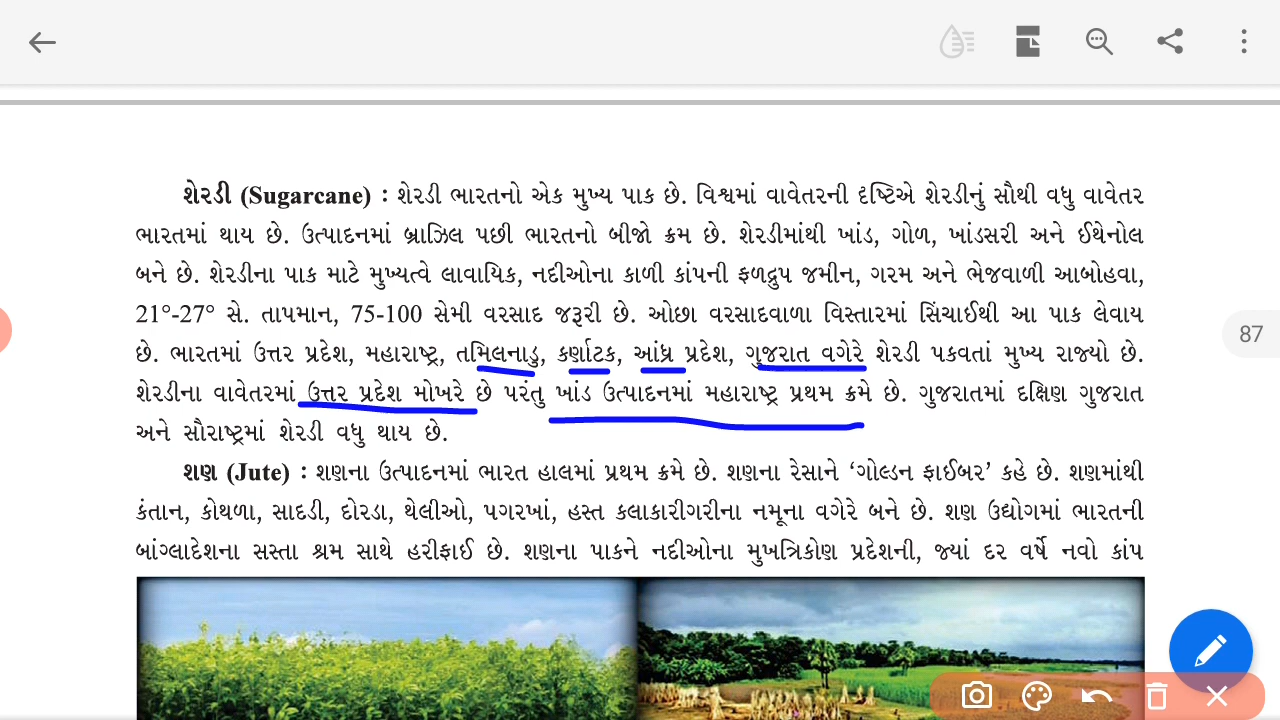 શેરડી (Sugarcane) : શેરડી ભારતનો એક મુખ્ય પાક છે. વિશ્વમાં વાવેતરની દૃષ્ટિએ શેરડીનું સૌથી વધુ વાવેતર
ભારતમાં થાય છે. ઉત્પાદનમાં બ્રાઝિલ પછી ભારતનો બીજો ક્રમ છે. શેરડીમાંથી ખાંડ, ગોળ, ખાંડસરી અને ઈથેનોલ
બને છે. શેરડીના પાક માટે મુખ્યત્વે લાવાયિક, નદીઓના કાળી કાંપની ફળદ્રુપ જમીન, ગરમ અને ભેજવાળી આબોહવા,
21°-27° સે. તાપમાન, 75-100 સેમી વરસાદ જરૂરી છે. ઓછા વરસાદવાળા વિસ્તારમાં સિંચાઈથી આ પાક લેવાય
છે. ભારતમાં ઉત્તર પ્રદેશ, મહારાષ્ટ્ર, તમિલનાડુ, કર્ણાટક, આંધ્ર પ્રદેશ, ગુજરાત વગેરે શેરડી પકવતાં મુખ્ય રાજ્યો છે.
87
શેરડીના વાવેતરમાં ઉત્તર પ્રદેશ મોખરે છે પરંતુ ખાંડ ઉત્પાદનમાં મહારાષ્ટ્ર પ્રથમ ક્રમે છે. ગુજરાતમાં દક્ષિણ ગુજરાત
અને સૌરાષ્ટ્રમાં શેરડી વધુ થાય છે.
શણ (Jute) : શણના ઉત્પાદનમાં ભારત હાલમાં પ્રથમ ક્રમે છે. શણના રેસાને ‘ગોલ્ડન ફાઈબર’ કહે છે. શણમાંથી
કંતાન, કોથળા, સાદડી, દોરડા, થેલીઓ, પગરખાં, હસ્ત કલાકારીગરીના નમૂના વગેરે બને છે. શણ ઉદ્યોગમાં ભારતની
બાંગ્લાદેશના સસ્તા શ્રમ સાથે હરીફાઈ છે. શણના પાકને નદીઓના મુખત્રિકોણ પ્રદેશની, જ્યાં દર વર્ષે નવો કાંપ